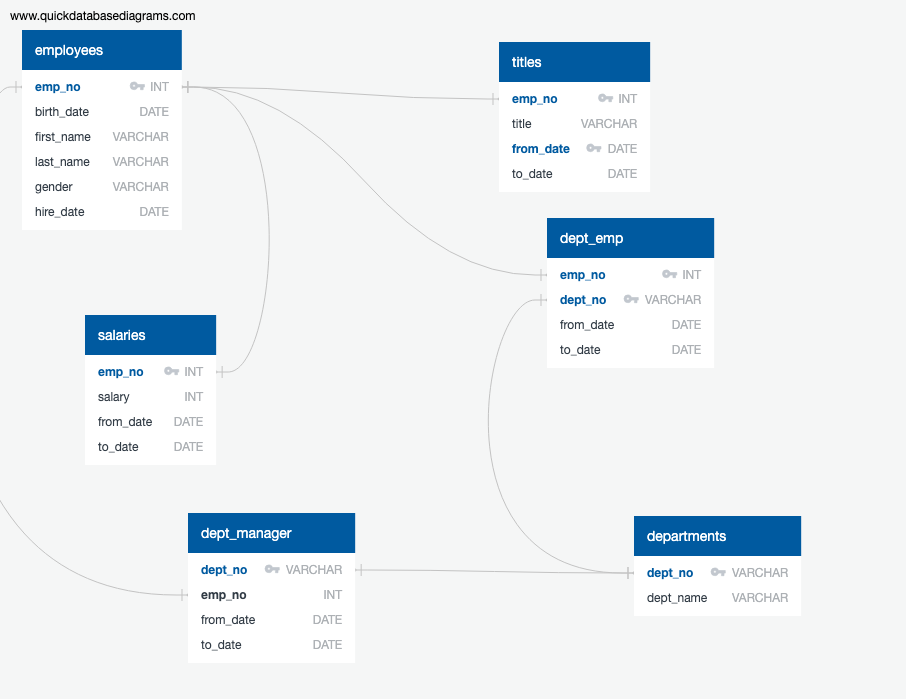 www.quickdatabasediagrams.com
employees
emp_no INT
birth_date DATE
first_name VARCHAR
last_name VARCHAR
gender VARCHAR
hire_date DATE
titles
emp_no INT
title VARCHAR
from_date DATE
to_date DATE
dept_emp
emp_no INT
dept_no VARCHAR
from_date DATE
to_date DATE
salaries
emp_no INT
salary INT
from_date DATE
to_date DATE
dept_manager
dept_no VARCHAR
emp_no INT
from_date DATE
to_date DATE
departments
dept_no VARCHAR
dept_name VARCHAR